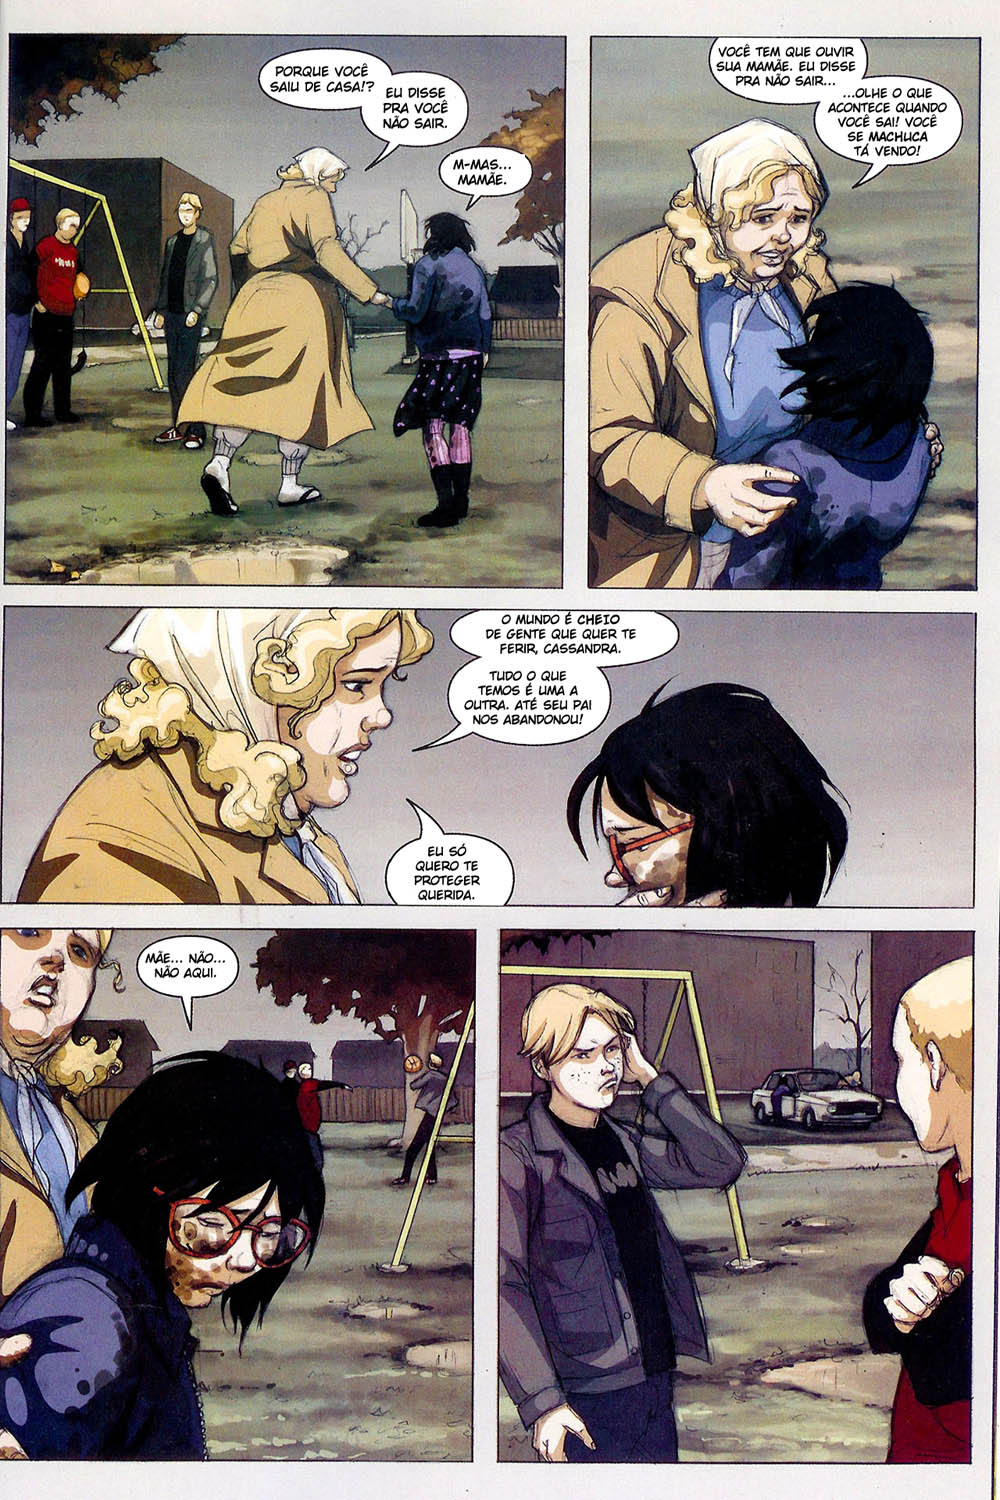 PORQUE VOCÊ
SAIU DE CASA!?
EU DISSE
PRA VOCÊ
NÃO SAIR.
M-MAS...
MAMÃE.
VOCÊ TEM QUE OUVIR
SUA MAMÃE. EU DISSE
PRA NÃO SAIR...
...OLHE O QUE
ACONTECE QUANDO
VOCÊ SAI! VOCÊ
SE MACHUCA
TÁ VENDO!
O MUNDO É CHEIO
DE GENTE QUE QUER TE
FERIR, CASSANDRA.
TUDO O QUE
TEMOS É UMA A
OUTRA. ATÉ SEU PAI
NOS ABANDONOU!
EU SÓ
QUERO TE
PROTEGER
QUERIDA.
MÃE... NÃO...
NÃO AQUI.